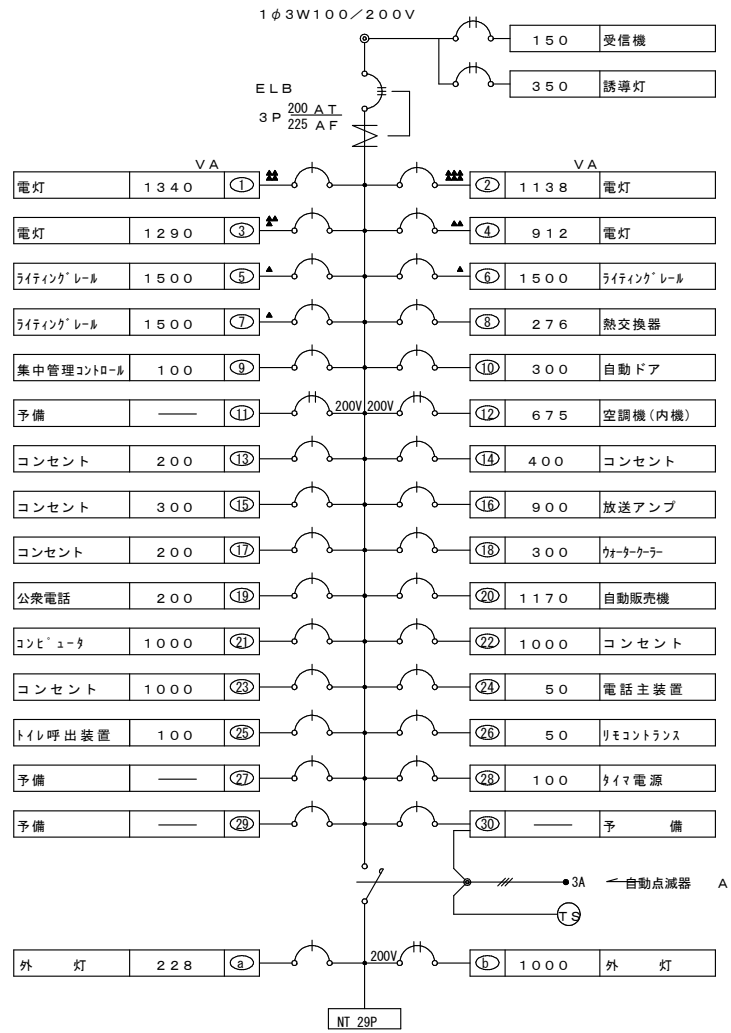 1φ3W100/200V
150 受信機
350 誘導灯
ELB
3P 200 AT
225 AF
VA VA
電灯 1340 ① ② 1138 電灯
電灯 1290 ③ ④ 912 電灯
ライティングレール 1500 ⑤ ⑥ 1500 ライティングレール
ライティングレール 1500 ⑦ ⑧ 276 熱交換器
集中管理コントロール 100 ⑨ ⑩ 300 自動ドア
予備 ── ⑪ 200V 200V ⑫ 675 空調機(内機)
コンセント 200 ⑬ ⑭ 400 コンセント
コンセント 300 ⑮ ⑯ 900 放送アンプ
コンセント 200 ⑰ ⑱ 300 ウォータークーラー
公衆電話 200 ⑲ ⑳ 1170 自動販売機
コンピュータ 1000 ㉑ ㉒ 1000 コンセント
コンセント 1000 ㉓ ㉔ 50 電話主装置
トイレ呼出装置 100 ㉕ ㉖ 50 リモコントランス
予備 ── ㉗ ㉘ 100 タイマ電源
予備 ── ㉙ ㉚ ── 予 備
3A 自動点滅器 A
TS
外 灯 228 ⓐ 200V ⓑ 1000 外 灯
NT 29P